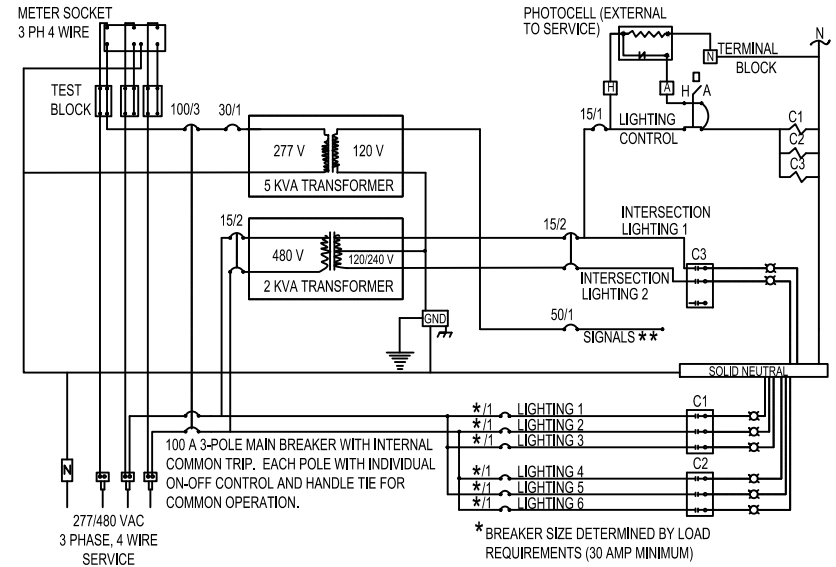 METER SOCKET
3 PH 4 WIRE
PHOTOCELL (EXTERNAL
TO SERVICE)
N
N
TERMINAL
BLOCK
TEST
BLOCK
100/3
30/1
H
A
H A
15/1
LIGHTING
CONTROL
C1
C2
C3
277 V
120 V
5 KVA TRANSFORMER
15/2
480 V
120/240 V
2 KVA TRANSFORMER
15/2
INTERSECTION
LIGHTING 1
C3
INTERSECTION
LIGHTING 2
GND
50/1
SIGNALS **
SOLID NEUTRAL
*/1 LIGHTING 1
*/1 LIGHTING 2
*/1 LIGHTING 3
C1
*/1 LIGHTING 4
*/1 LIGHTING 5
*/1 LIGHTING 6
C2
100 A 3-POLE MAIN BREAKER WITH INTERNAL
COMMON TRIP. EACH POLE WITH INDIVIDUAL
ON-OFF CONTROL AND HANDLE TIE FOR
COMMON OPERATION.
N
277/480 VAC
3 PHASE, 4 WIRE
SERVICE
* BREAKER SIZE DETERMINED BY LOAD
REQUIREMENTS (30 AMP MINIMUM)